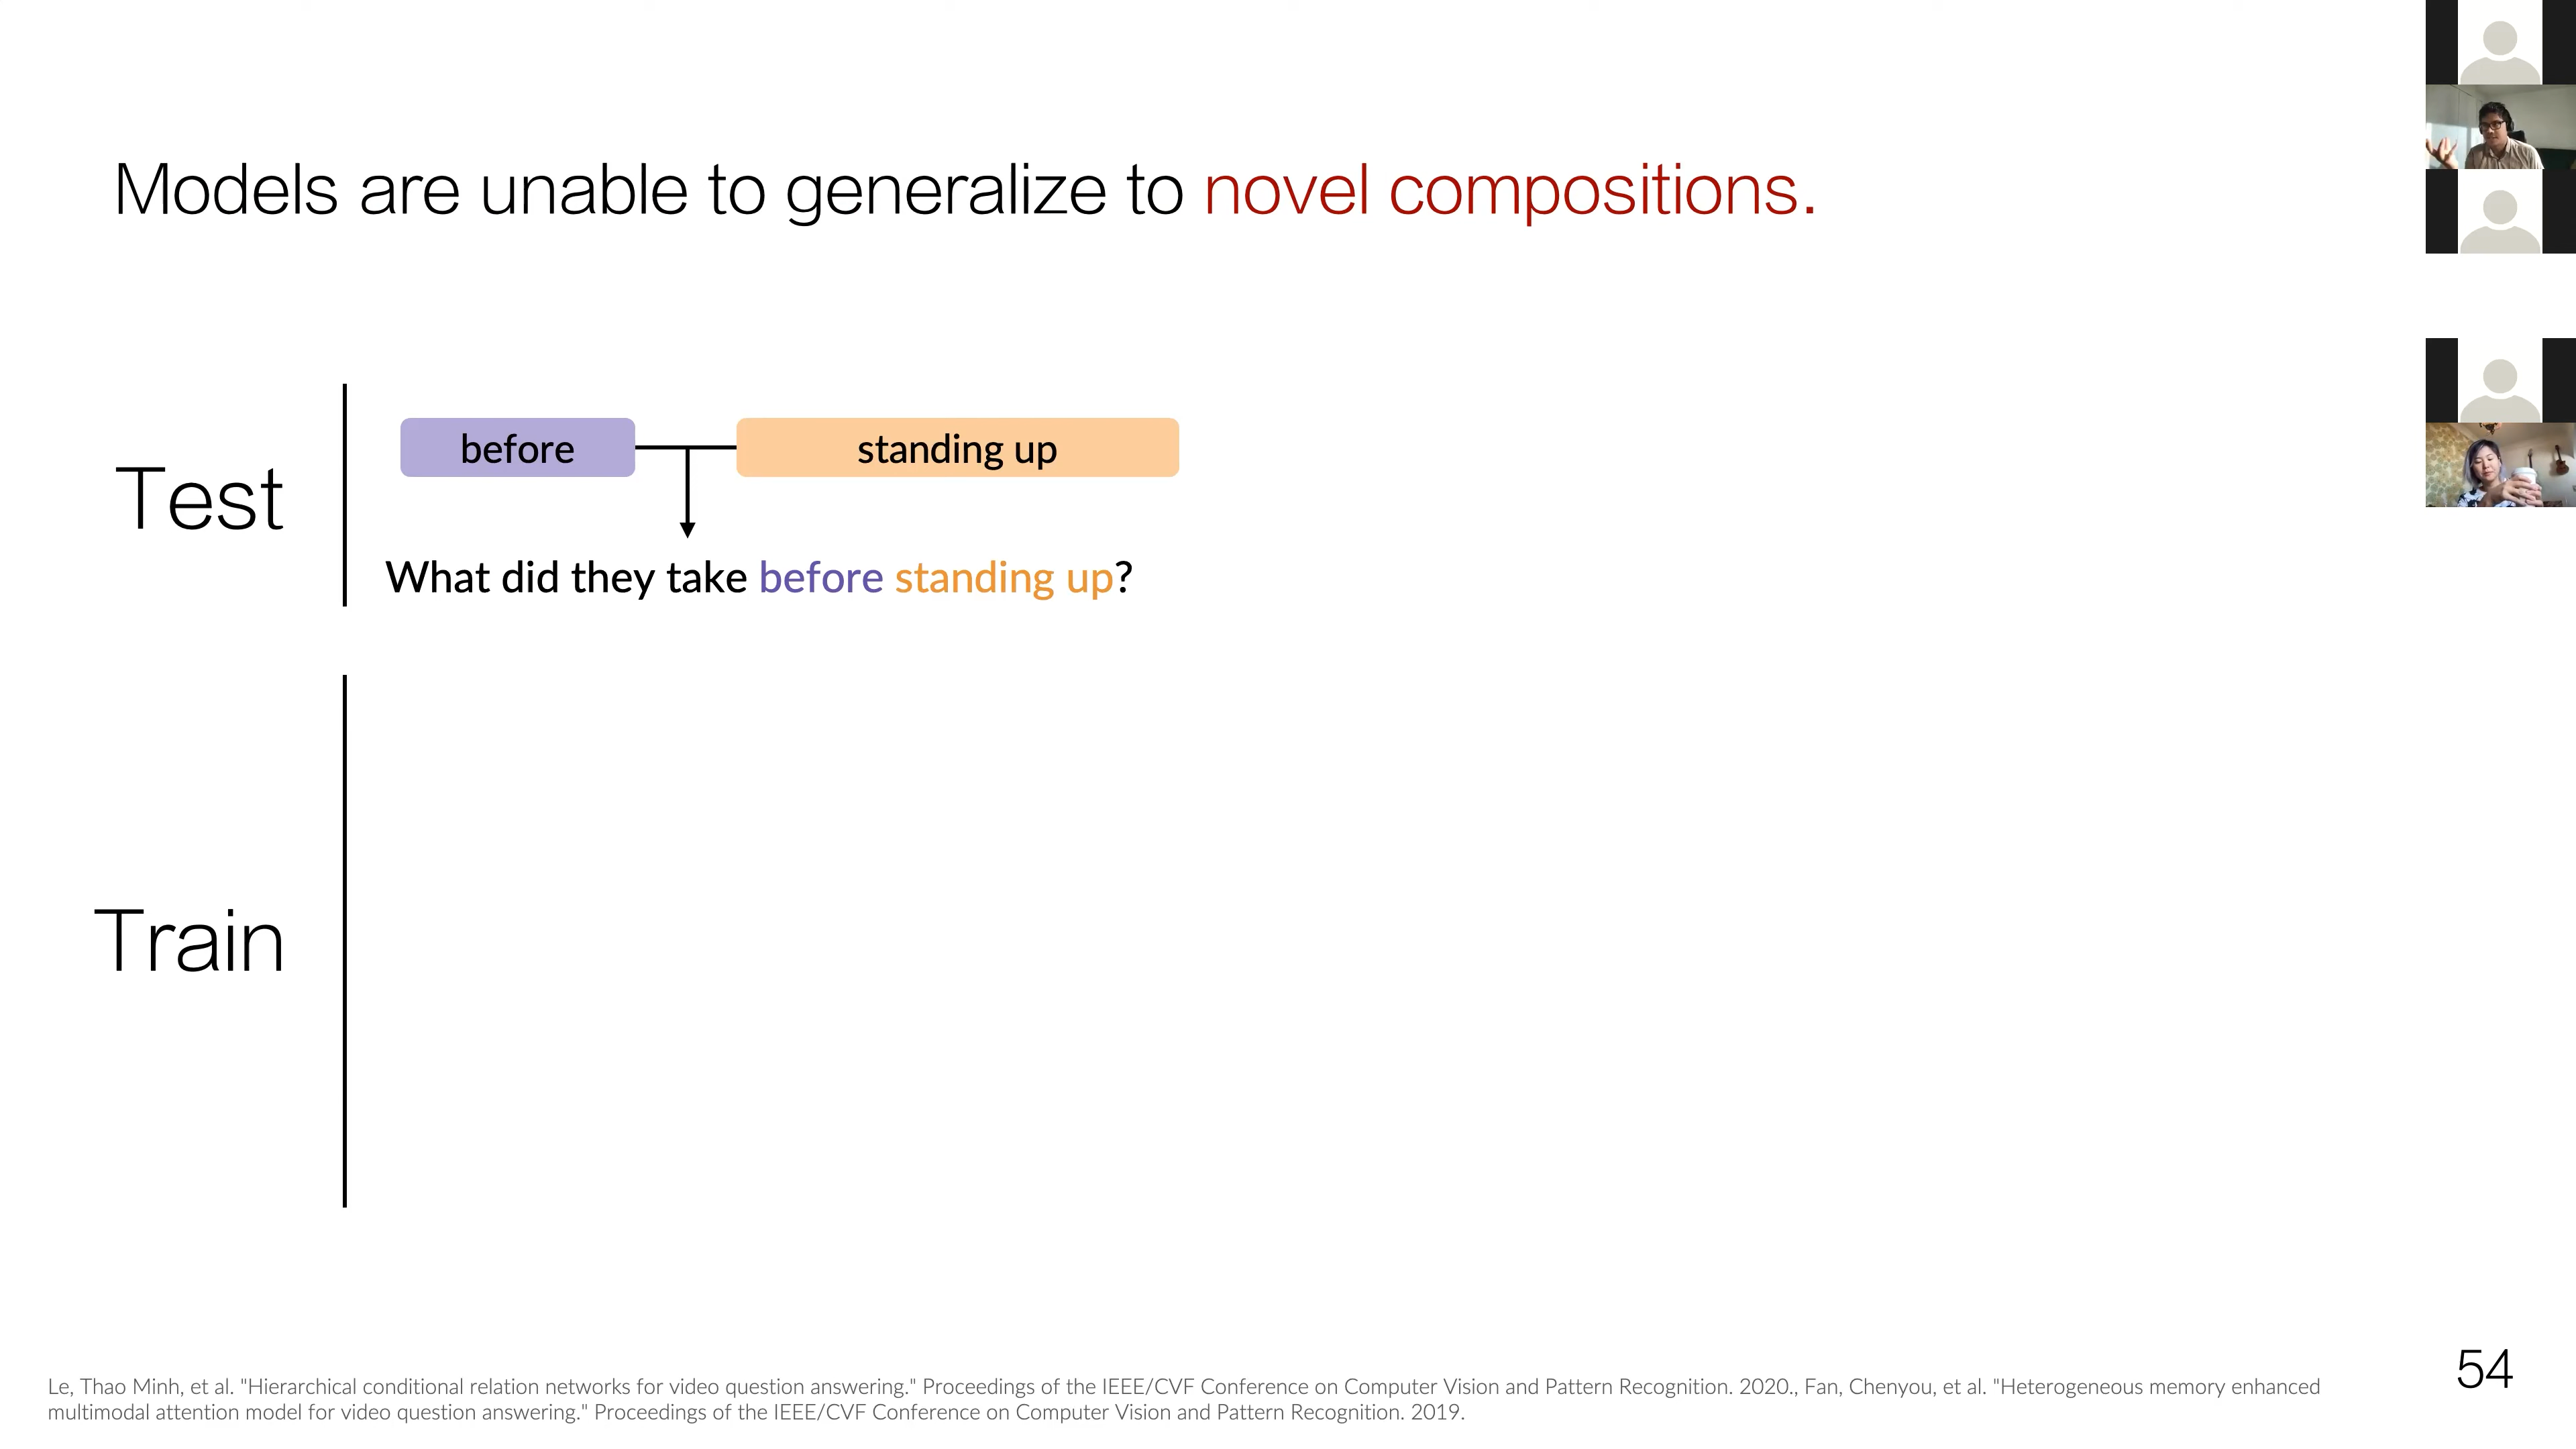 Models are unable to generalize to novel compositions.
Test
before
standing up
What did they take before standing up?
Train
Le, Thao Minh, et al. "Hierarchical conditional relation networks for video question answering." Proceedings of the IEEE/CVF Conference on Computer Vision and Pattern Recognition. 2020., Fan, Chenyou, et al. "Heterogeneous memory enhanced
multimodal attention model for video question answering." Proceedings of the IEEE/CVF Conference on Computer Vision and Pattern Recognition. 2019.
54